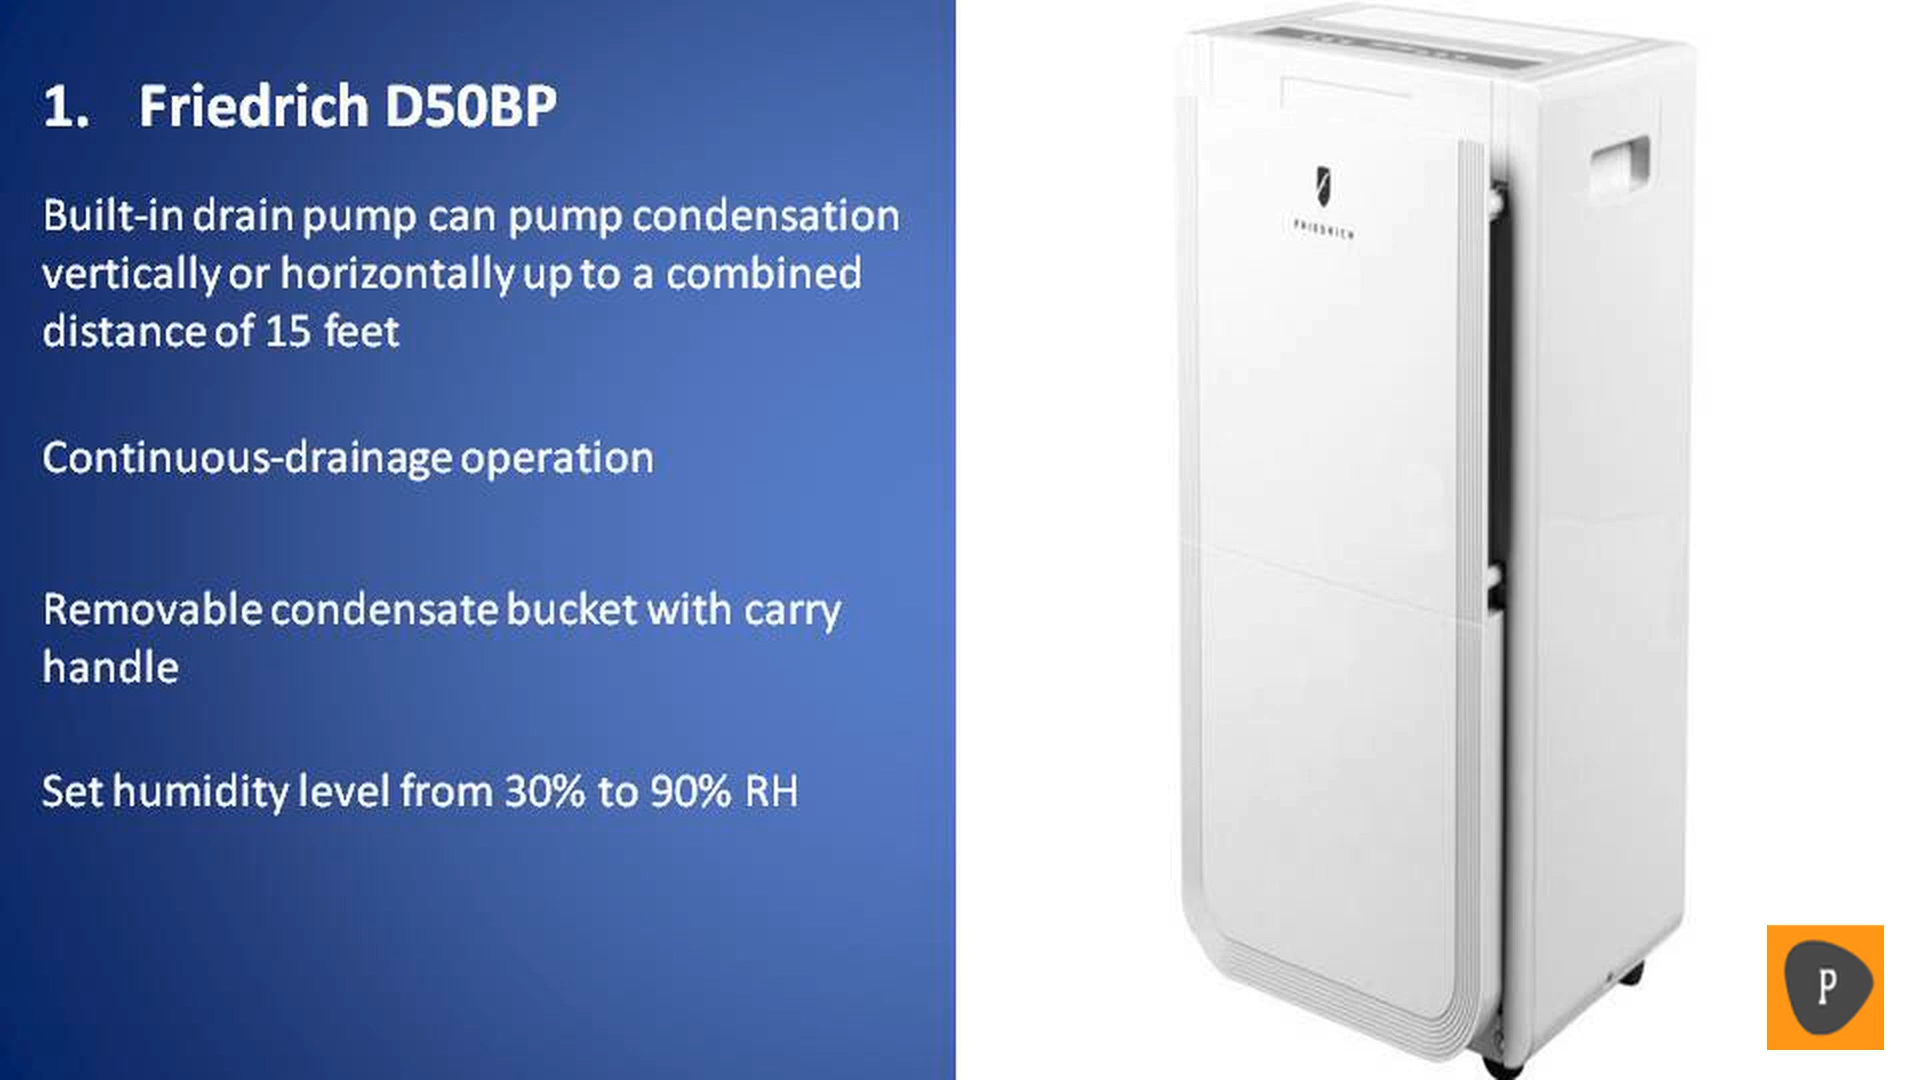 1. Friedrich D50BP
Built-in drain pump can pump condensation
vertically or horizontally up to a combined
distance of 15 feet
Continuous-drainage operation
Removable condensate bucket with carry
handle
Set humidity level from 30% to 90% RH
FRIEDRICH
P